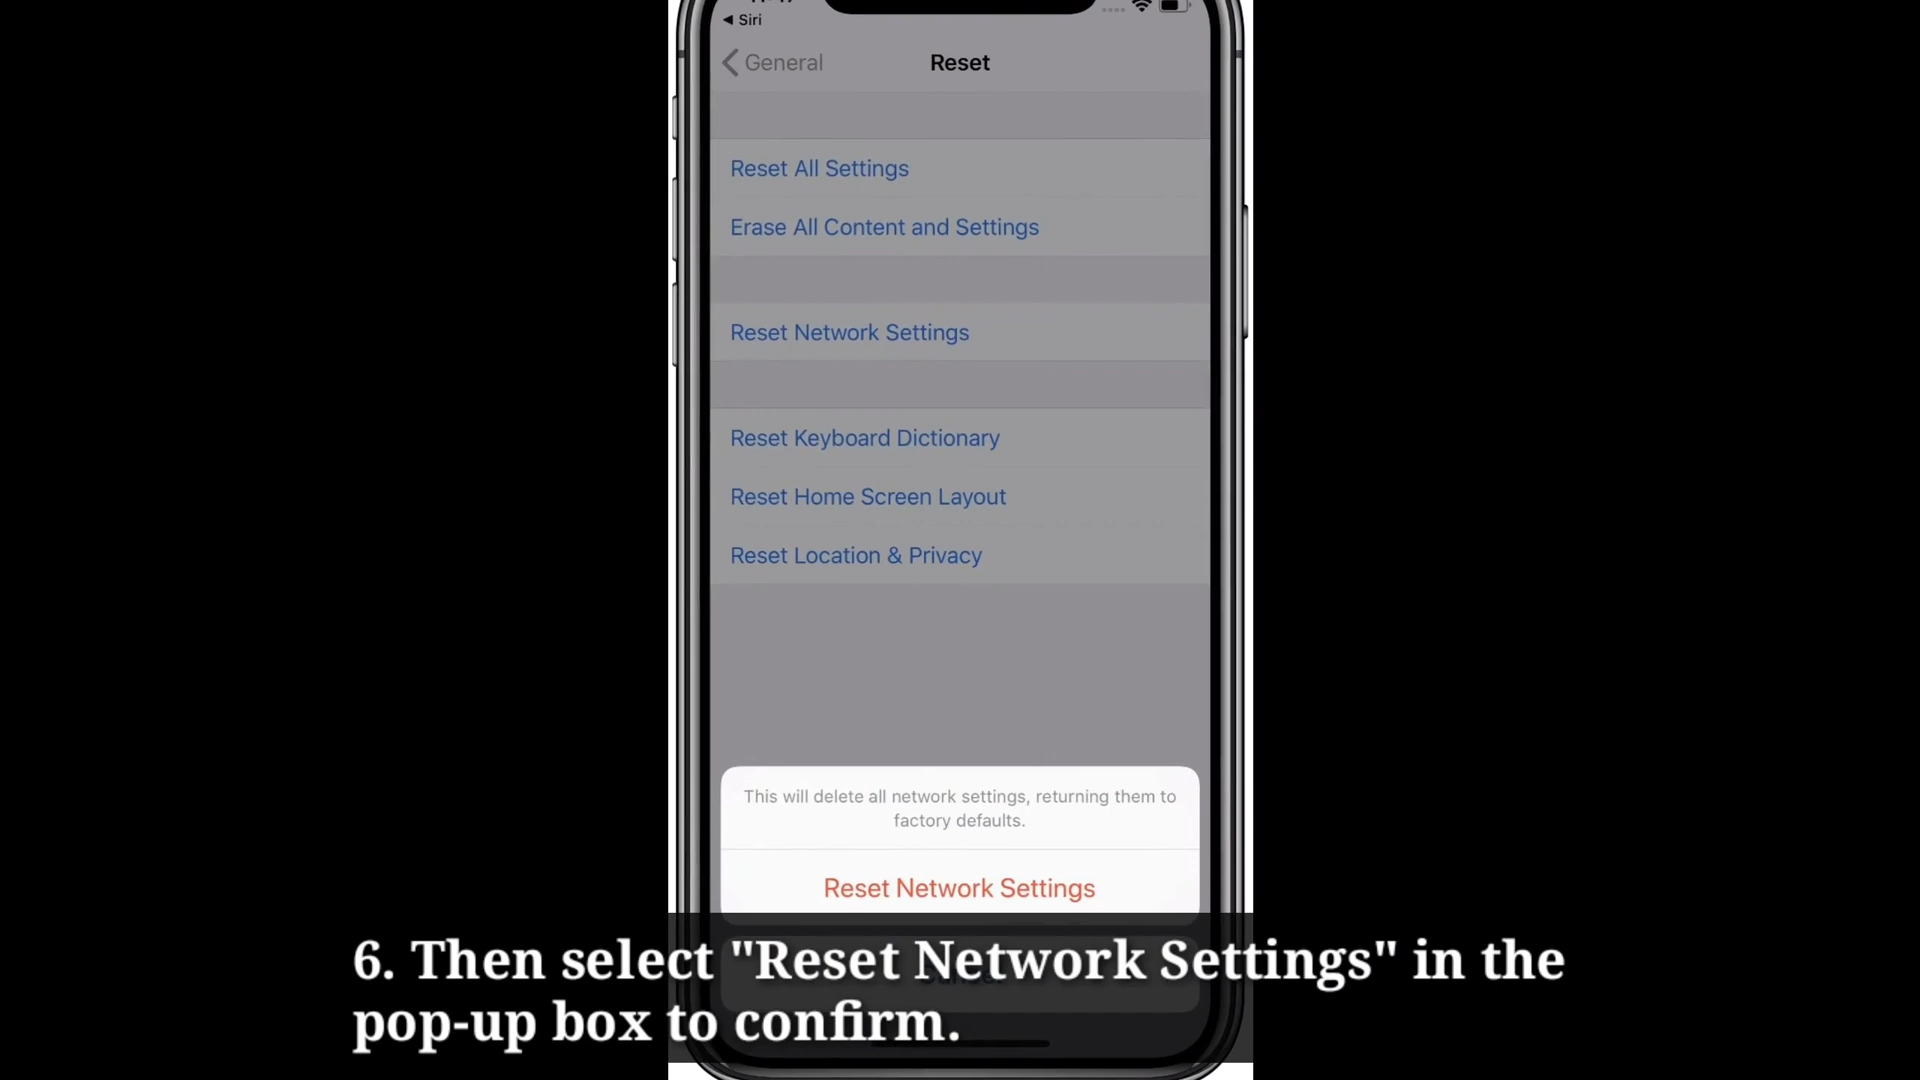 ◀ Siri
General
Reset
Reset All Settings
Erase All Content and Settings
Reset Network Settings
Reset Keyboard Dictionary
Reset Home Screen Layout
Reset Location & Privacy
This will delete all network settings, returning them to
factory defaults.
Reset Network Settings
6. Then select "Reset Network Settings" in the
pop-up box to confirm.